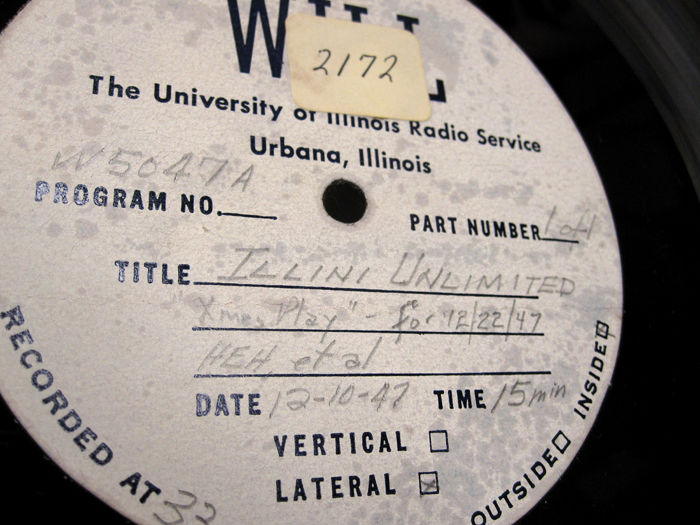 WILL
2172
The University of Illinois Radio Service
Urbana, Illinois
W5047A
PROGRAM NO.
PART NUMBER 1 of 1
TITLE ILLINI UNLIMITED
"Xmas Play" - for 12/22/47
HEH, et al
DATE 12-10-47 TIME 15 min
VERTICAL
LATERAL
RECORDED AT 33
OUTSIDE INSIDE